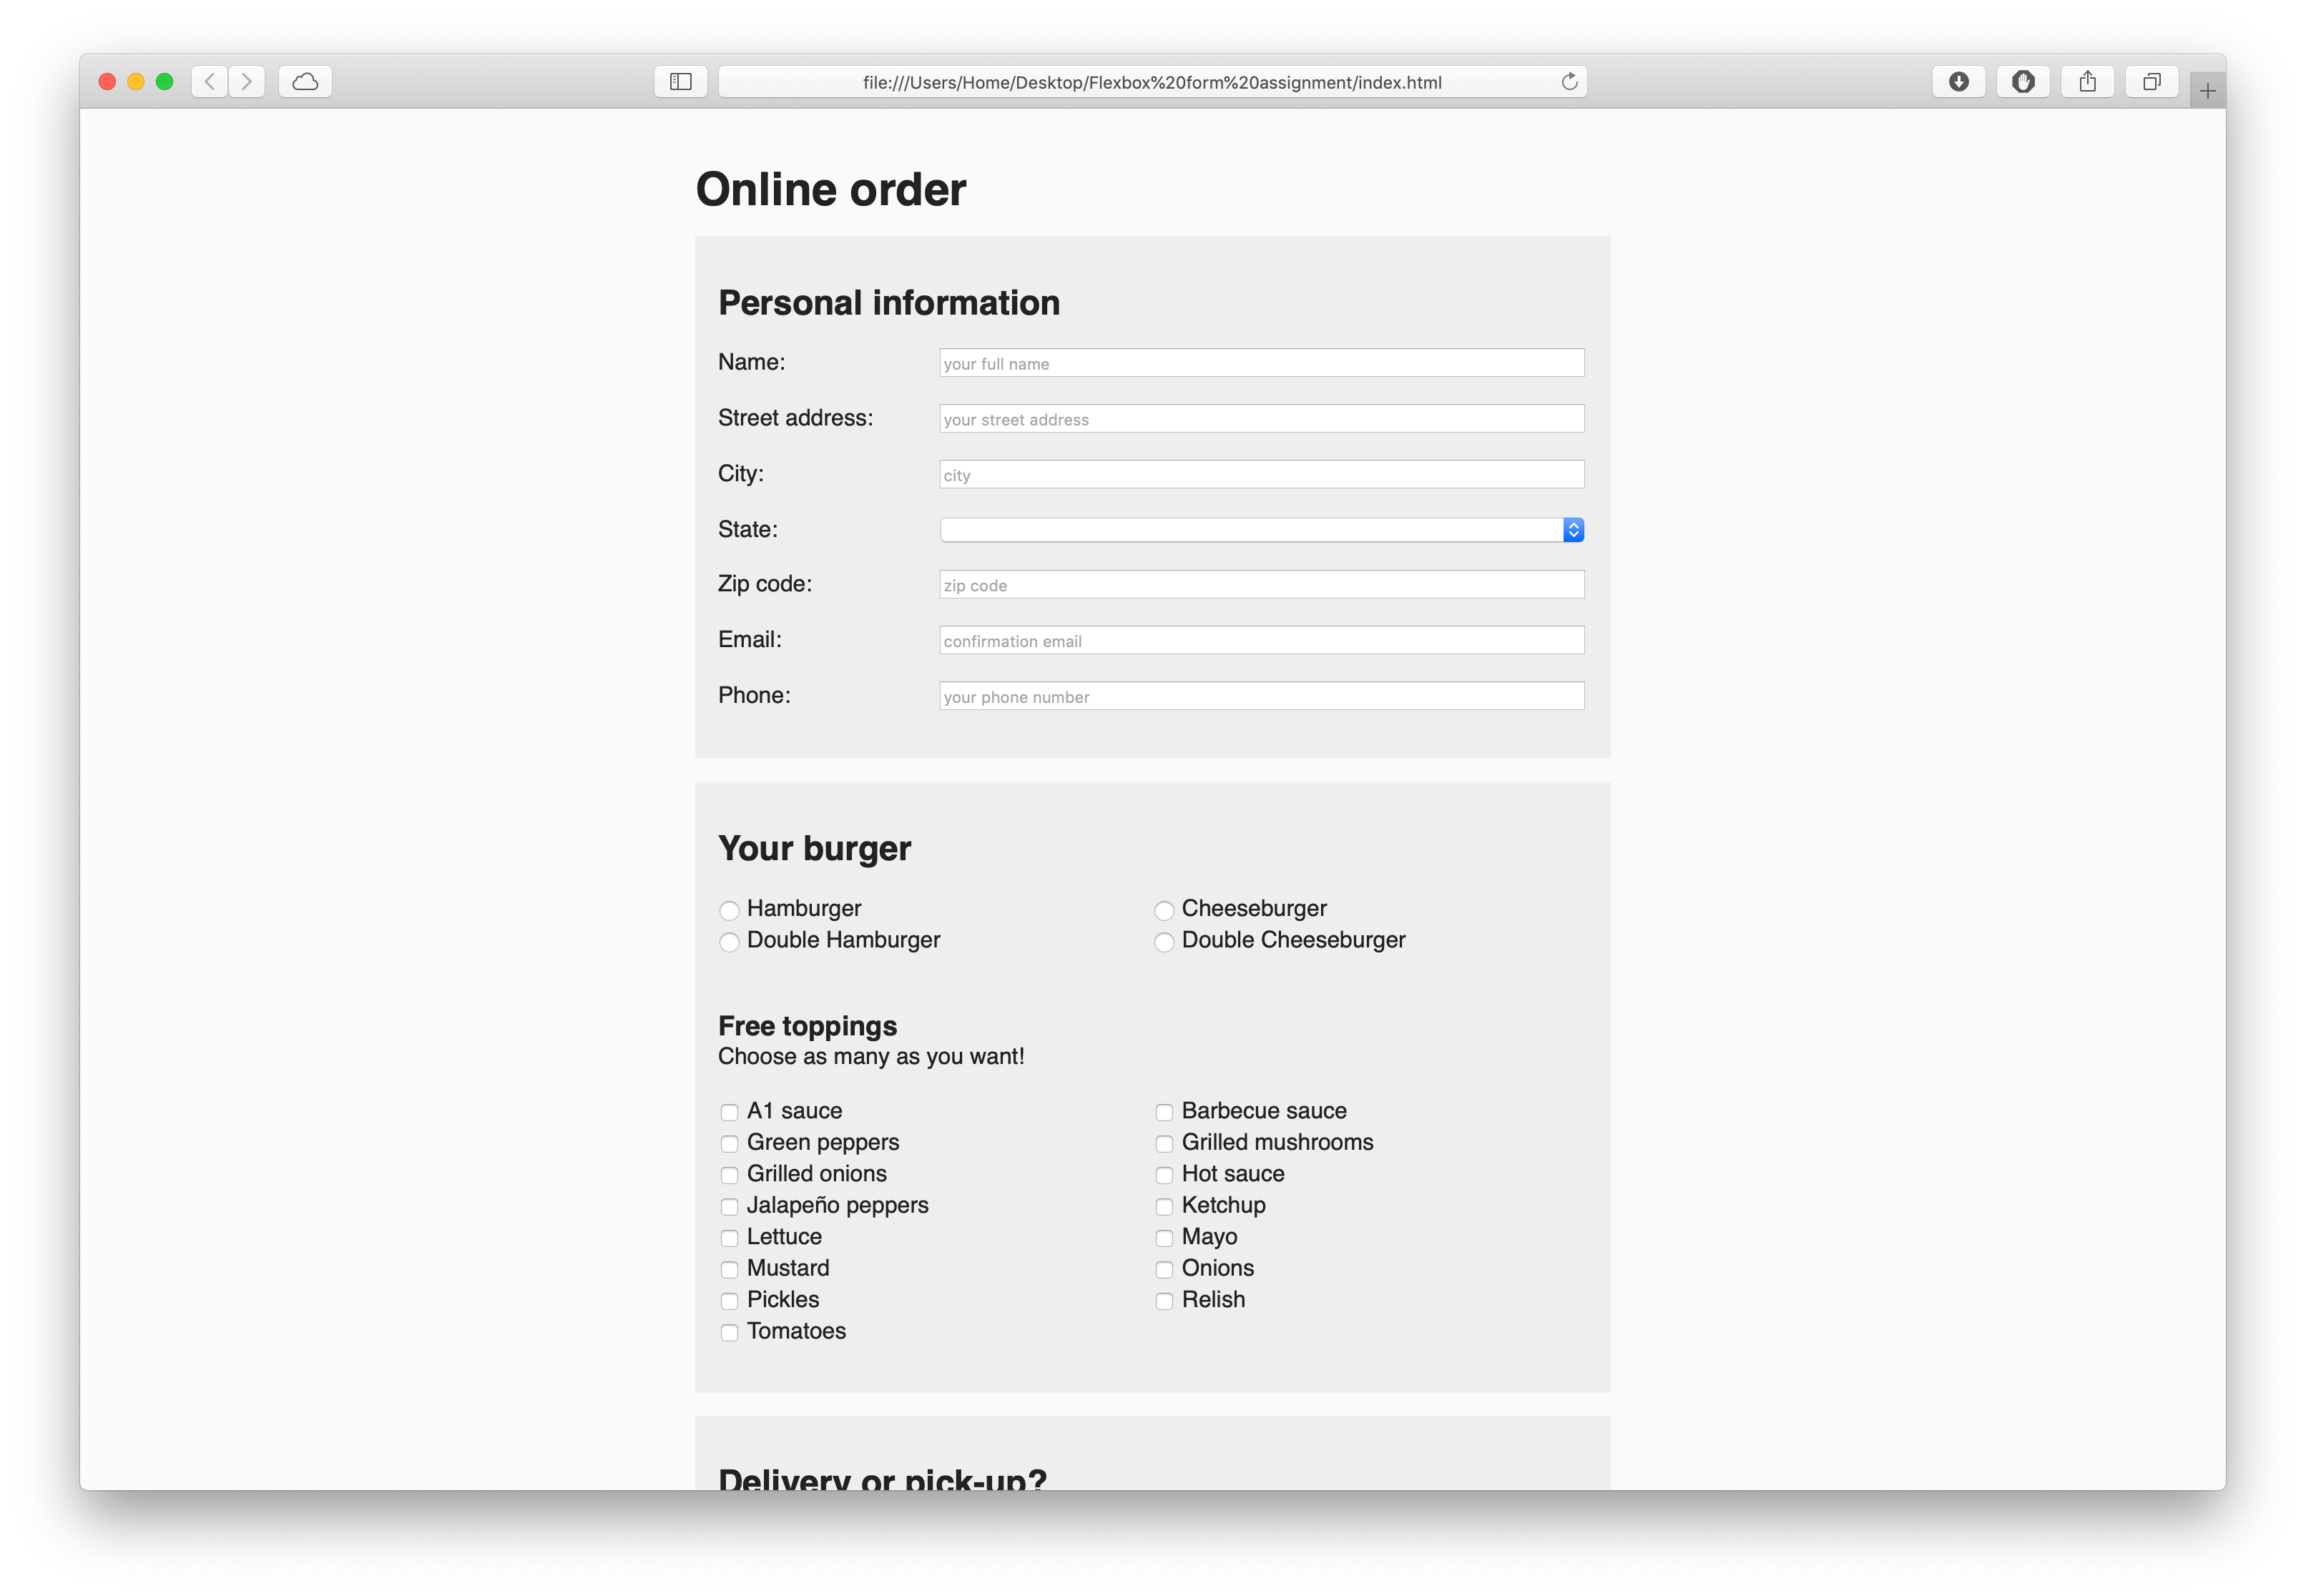 file:///Users/Home/Desktop/Flexbox%20form%20assignment/index.html
Online order
Personal information
Name: your full name
Street address: your street address
City: city
State:
Zip code: zip code
Email: confirmation email
Phone: your phone number
Your burger
Hamburger Cheeseburger
Double Hamburger Double Cheeseburger
Free toppings
Choose as many as you want!
A1 sauce Barbecue sauce
Green peppers Grilled mushrooms
Grilled onions Hot sauce
Jalapeño peppers Ketchup
Lettuce Mayo
Mustard Onions
Pickles Relish
Tomatoes
Delivery or pick-up?